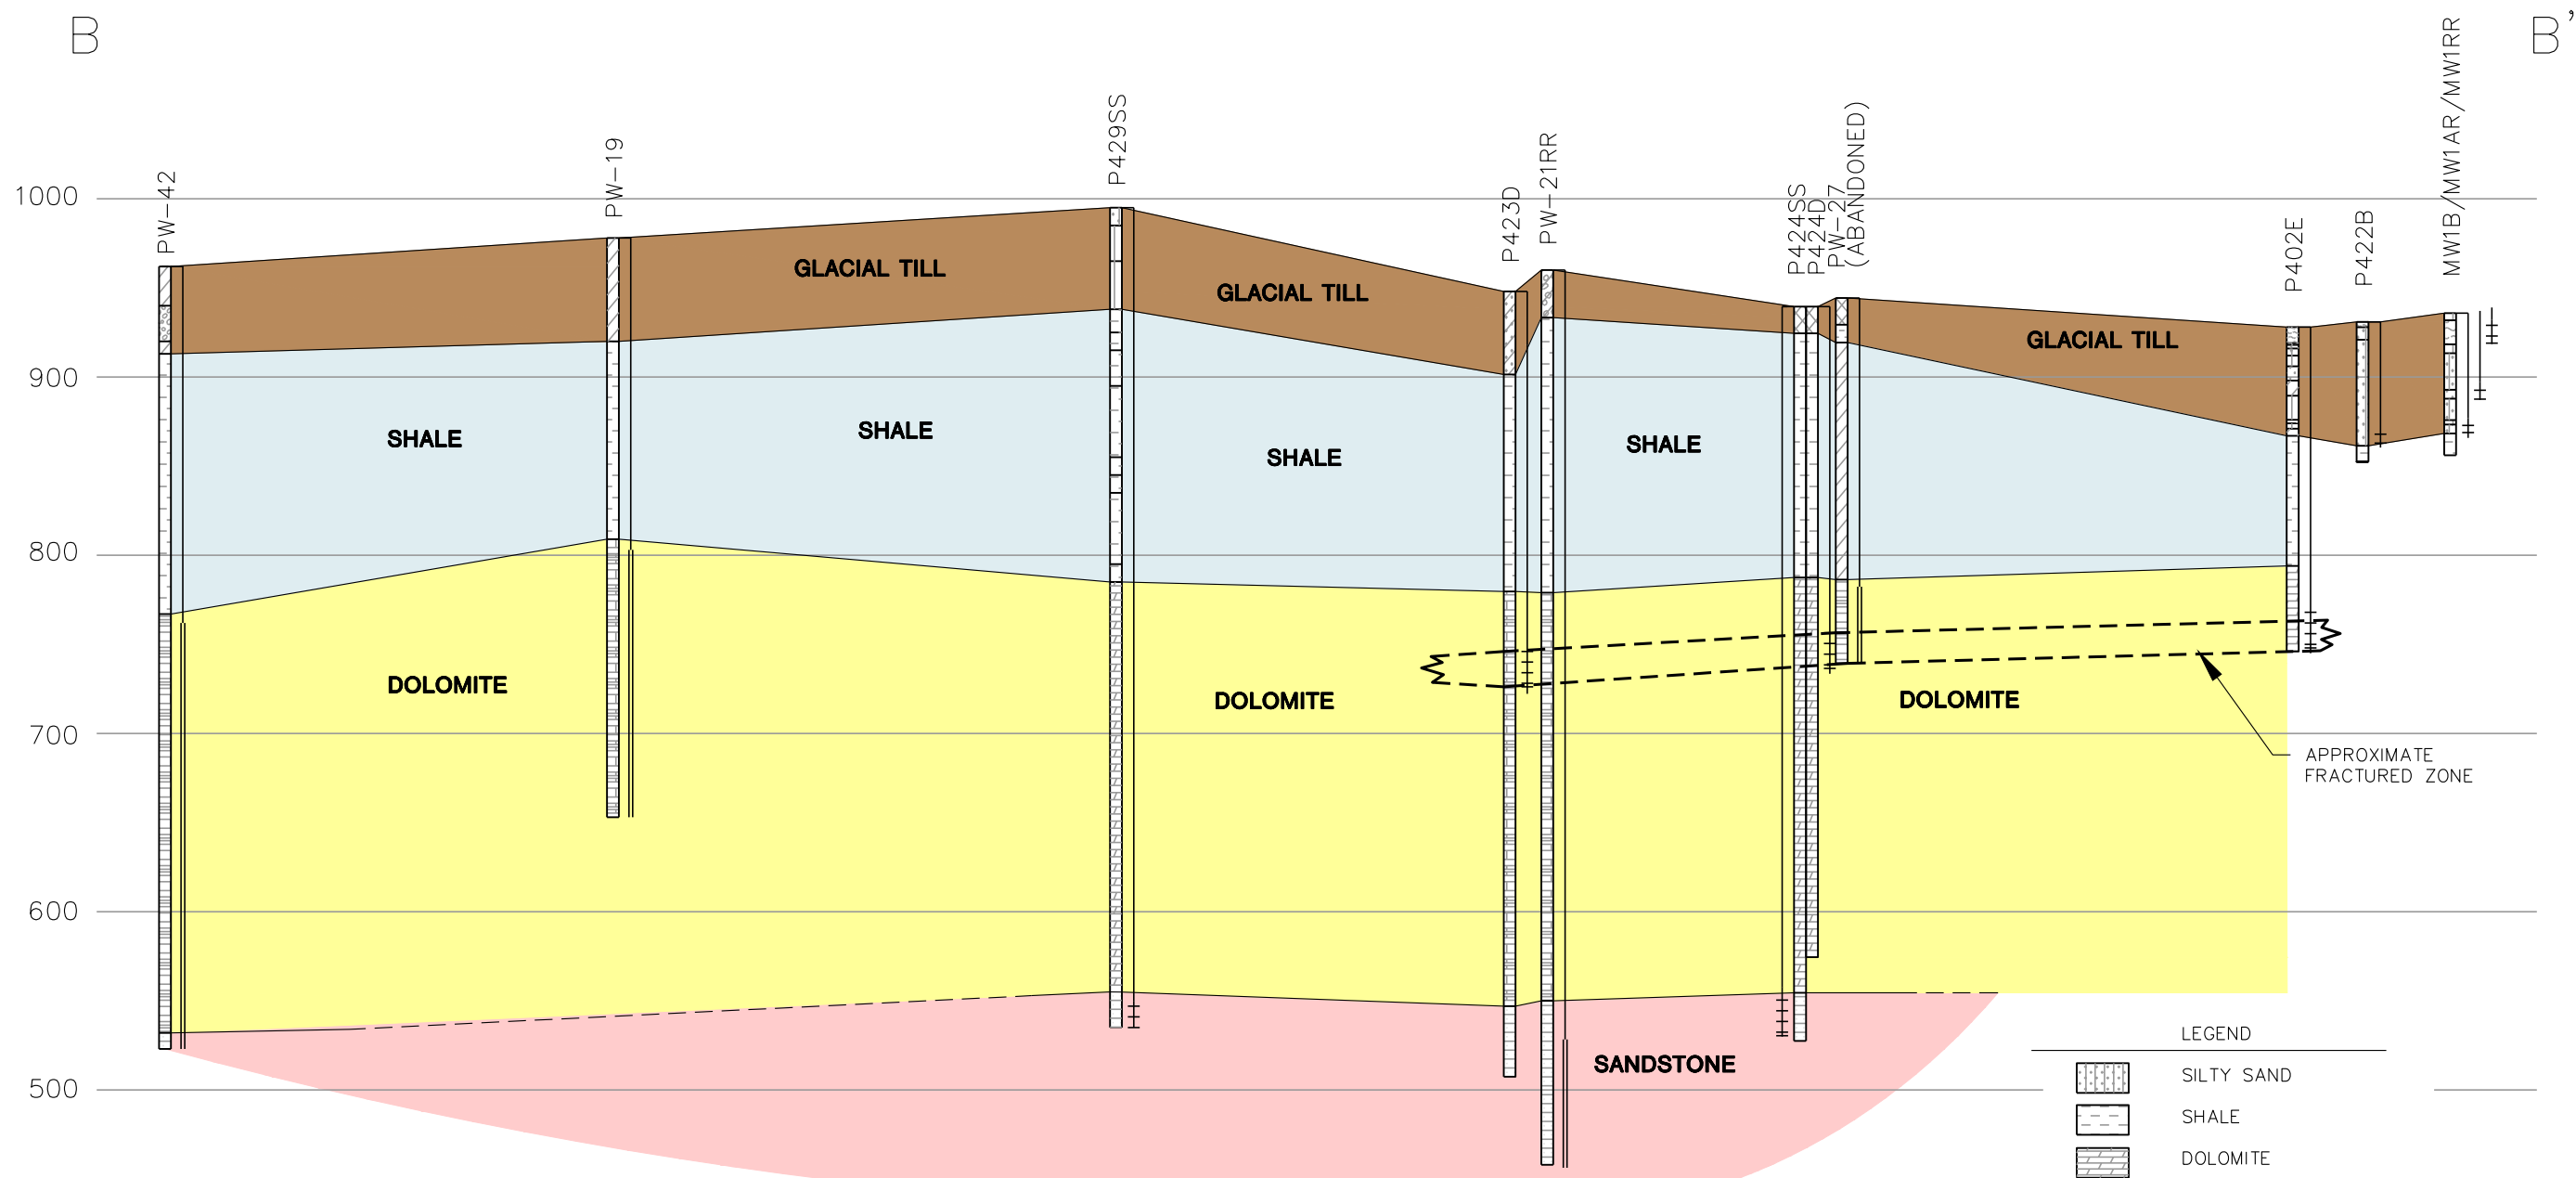 B
B'
PW-42
PW-19
P429SS
P423D
PW-21RR
P424SS
P424D
PW-27
(ABANDONED)
P402E
P422B
MW1B/MW1AR/MW1RR
1000
900
800
700
600
500
GLACIAL TILL
GLACIAL TILL
GLACIAL TILL
SHALE
SHALE
SHALE
SHALE
DOLOMITE
DOLOMITE
DOLOMITE
APPROXIMATE
FRACTURED ZONE
SANDSTONE
LEGEND
SILTY SAND
SHALE
DOLOMITE